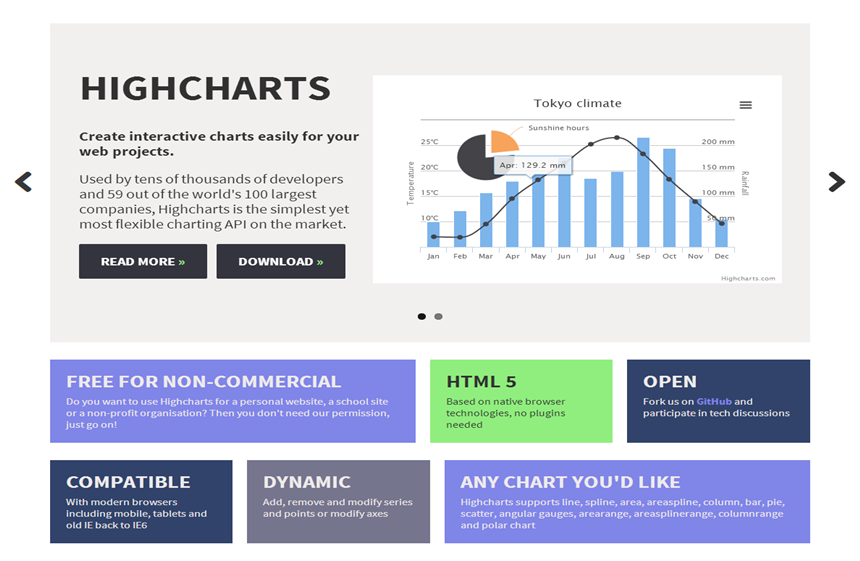 HIGHCHARTS
Create interactive charts easily for your
web projects.
Used by tens of thousands of developers
and 59 out of the world's 100 largest
companies, Highcharts is the simplest yet
most flexible charting API on the market.
READ MORE »
DOWNLOAD »
Tokyo climate
Sunshine hours
Apr: 129.2 mm
Temperature
25°C
20°C
15°C
10°C
200 mm
150 mm
100 mm
50 mm
Rainfall
Jan Feb Mar Apr May Jun Jul Aug Sep Oct Nov Dec
Highcharts.com
FREE FOR NON-COMMERCIAL
Do you want to use Highcharts for a personal website, a school site
or a non-profit organisation? Then you don't need our permission,
just go on!
HTML 5
Based on native browser
technologies, no plugins
needed
OPEN
Fork us on GitHub and
participate in tech discussions
COMPATIBLE
With modern browsers
including mobile, tablets and
old IE back to IE6
DYNAMIC
Add, remove and modify series
and points or modify axes
ANY CHART YOU'D LIKE
Highcharts supports line, spline, area, areaspline, column, bar, pie,
scatter, angular gauges, arearange, areasplinerange, columnrange
and polar chart